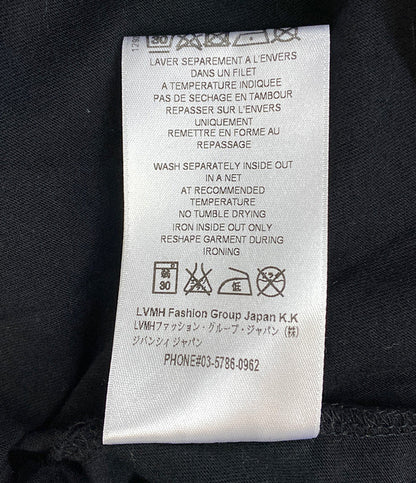 30
LAVER SEPAREMENT A L'ENVERS
DANS UN FILET
A TEMPERATURE INDIQUEE
PAS DE SECHAGE EN TAMBOUR
REPASSER SUR L'ENVERS
UNIQUEMENT
REMETTRE EN FORME AU
REPASSAGE
WASH SEPARATELY INSIDE OUT
IN A NET
AT RECOMMENDED
TEMPERATURE
NO TUMBLE DRYING
IRON INSIDE OUT ONLY
RESHAPE GARMENT DURING
IRONING
弱 30 低
LVMH Fashion Group Japan K.K
LVMHファッション・グループ・ジャパン (株)
ジバンシィ ジャパン
PHONE#03-5786-0962